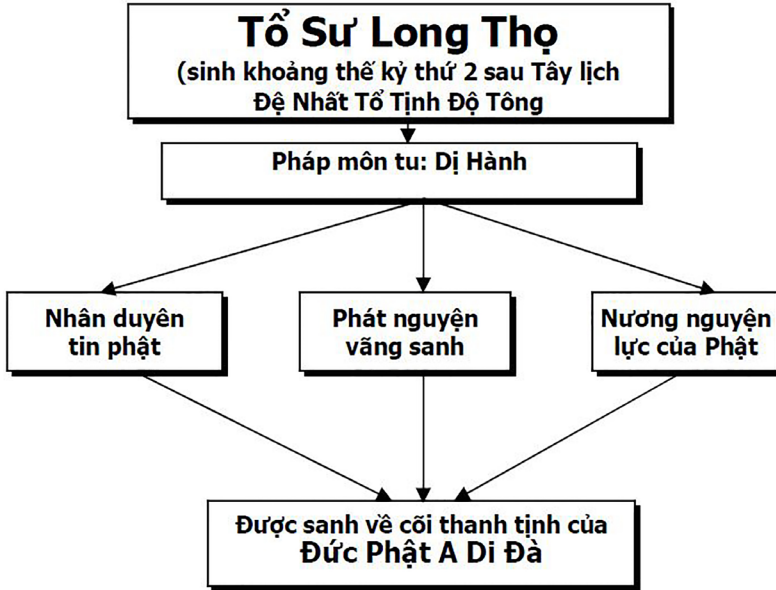 Tổ Sư Long Thọ
(sinh khoảng thế kỷ thứ 2 sau Tây lịch
Đệ Nhất Tổ Tịnh Độ Tông
Pháp môn tu: Dị Hành
Nhân duyên
tin phật
Phát nguyện
vãng sanh
Nương nguyện
lực của Phật
Được sanh về cõi thanh tịnh của
Đức Phật A Di Đà